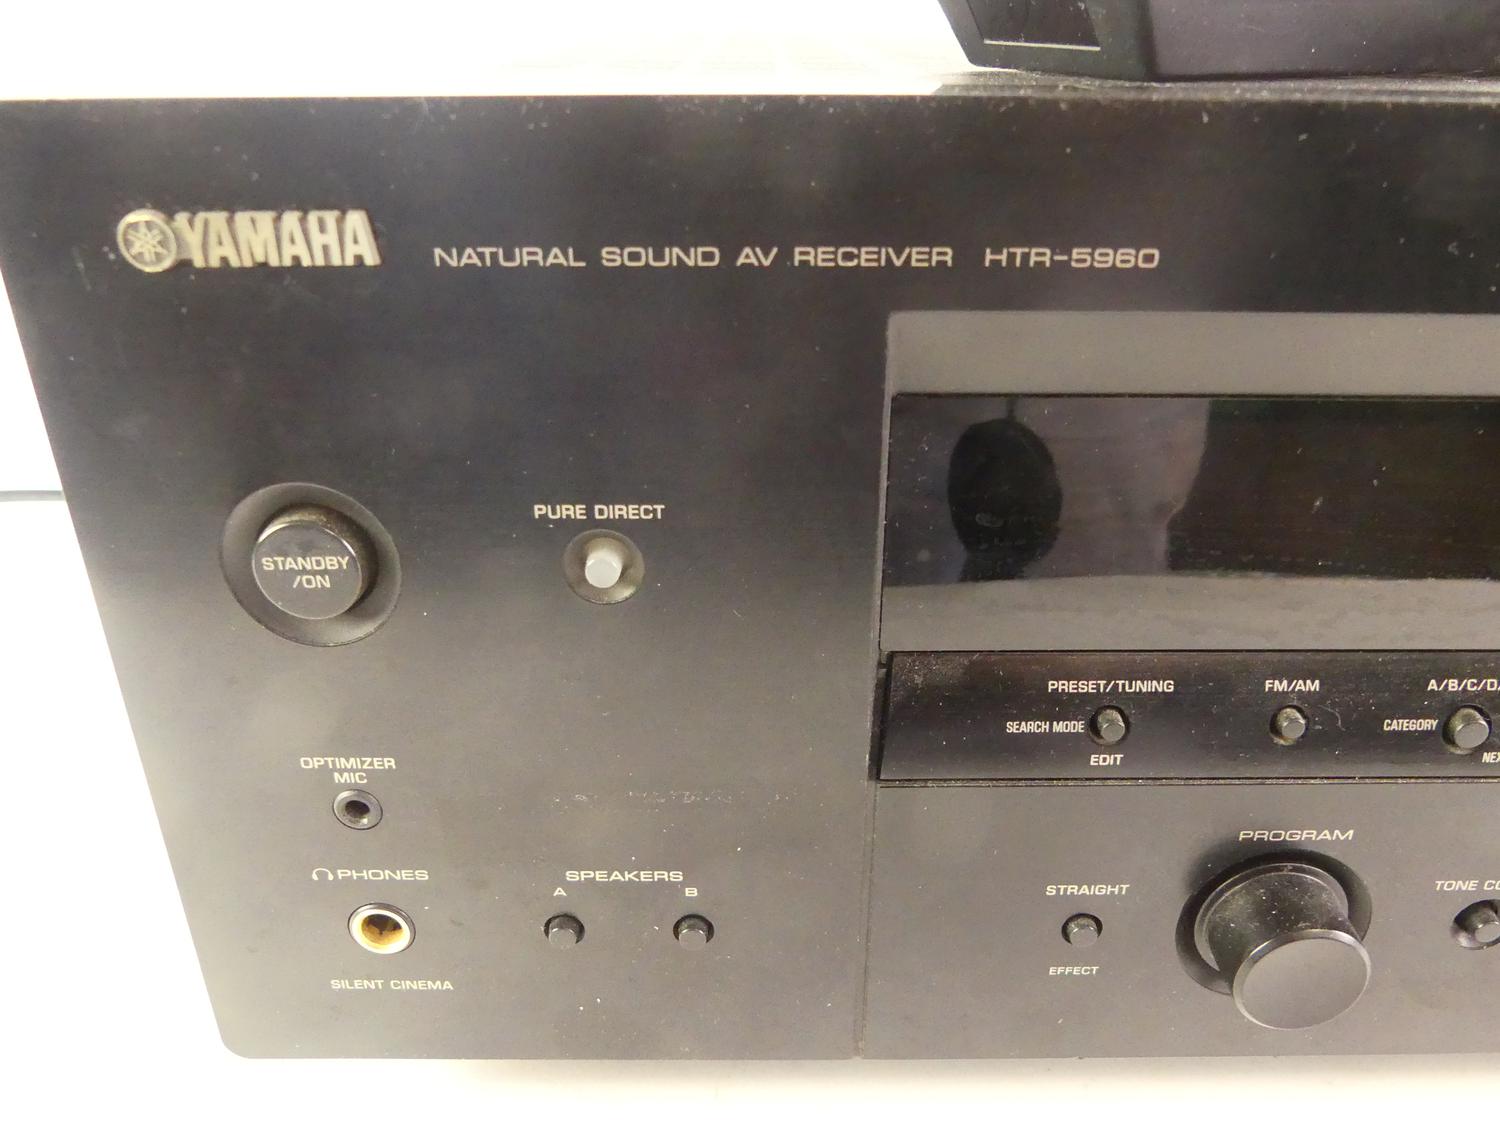 YAMAHA
NATURAL SOUND AV RECEIVER HTR-5960
STANDBY
/ON
PURE DIRECT
PRESET/TUNING
FM/AM
A/B/C/D/
SEARCH MODE
CATEGORY
EDIT
OPTIMIZER
MIC
PHONES
SILENT CINEMA
SPEAKERS
A
B
PROGRAM
STRAIGHT
EFFECT
TONE